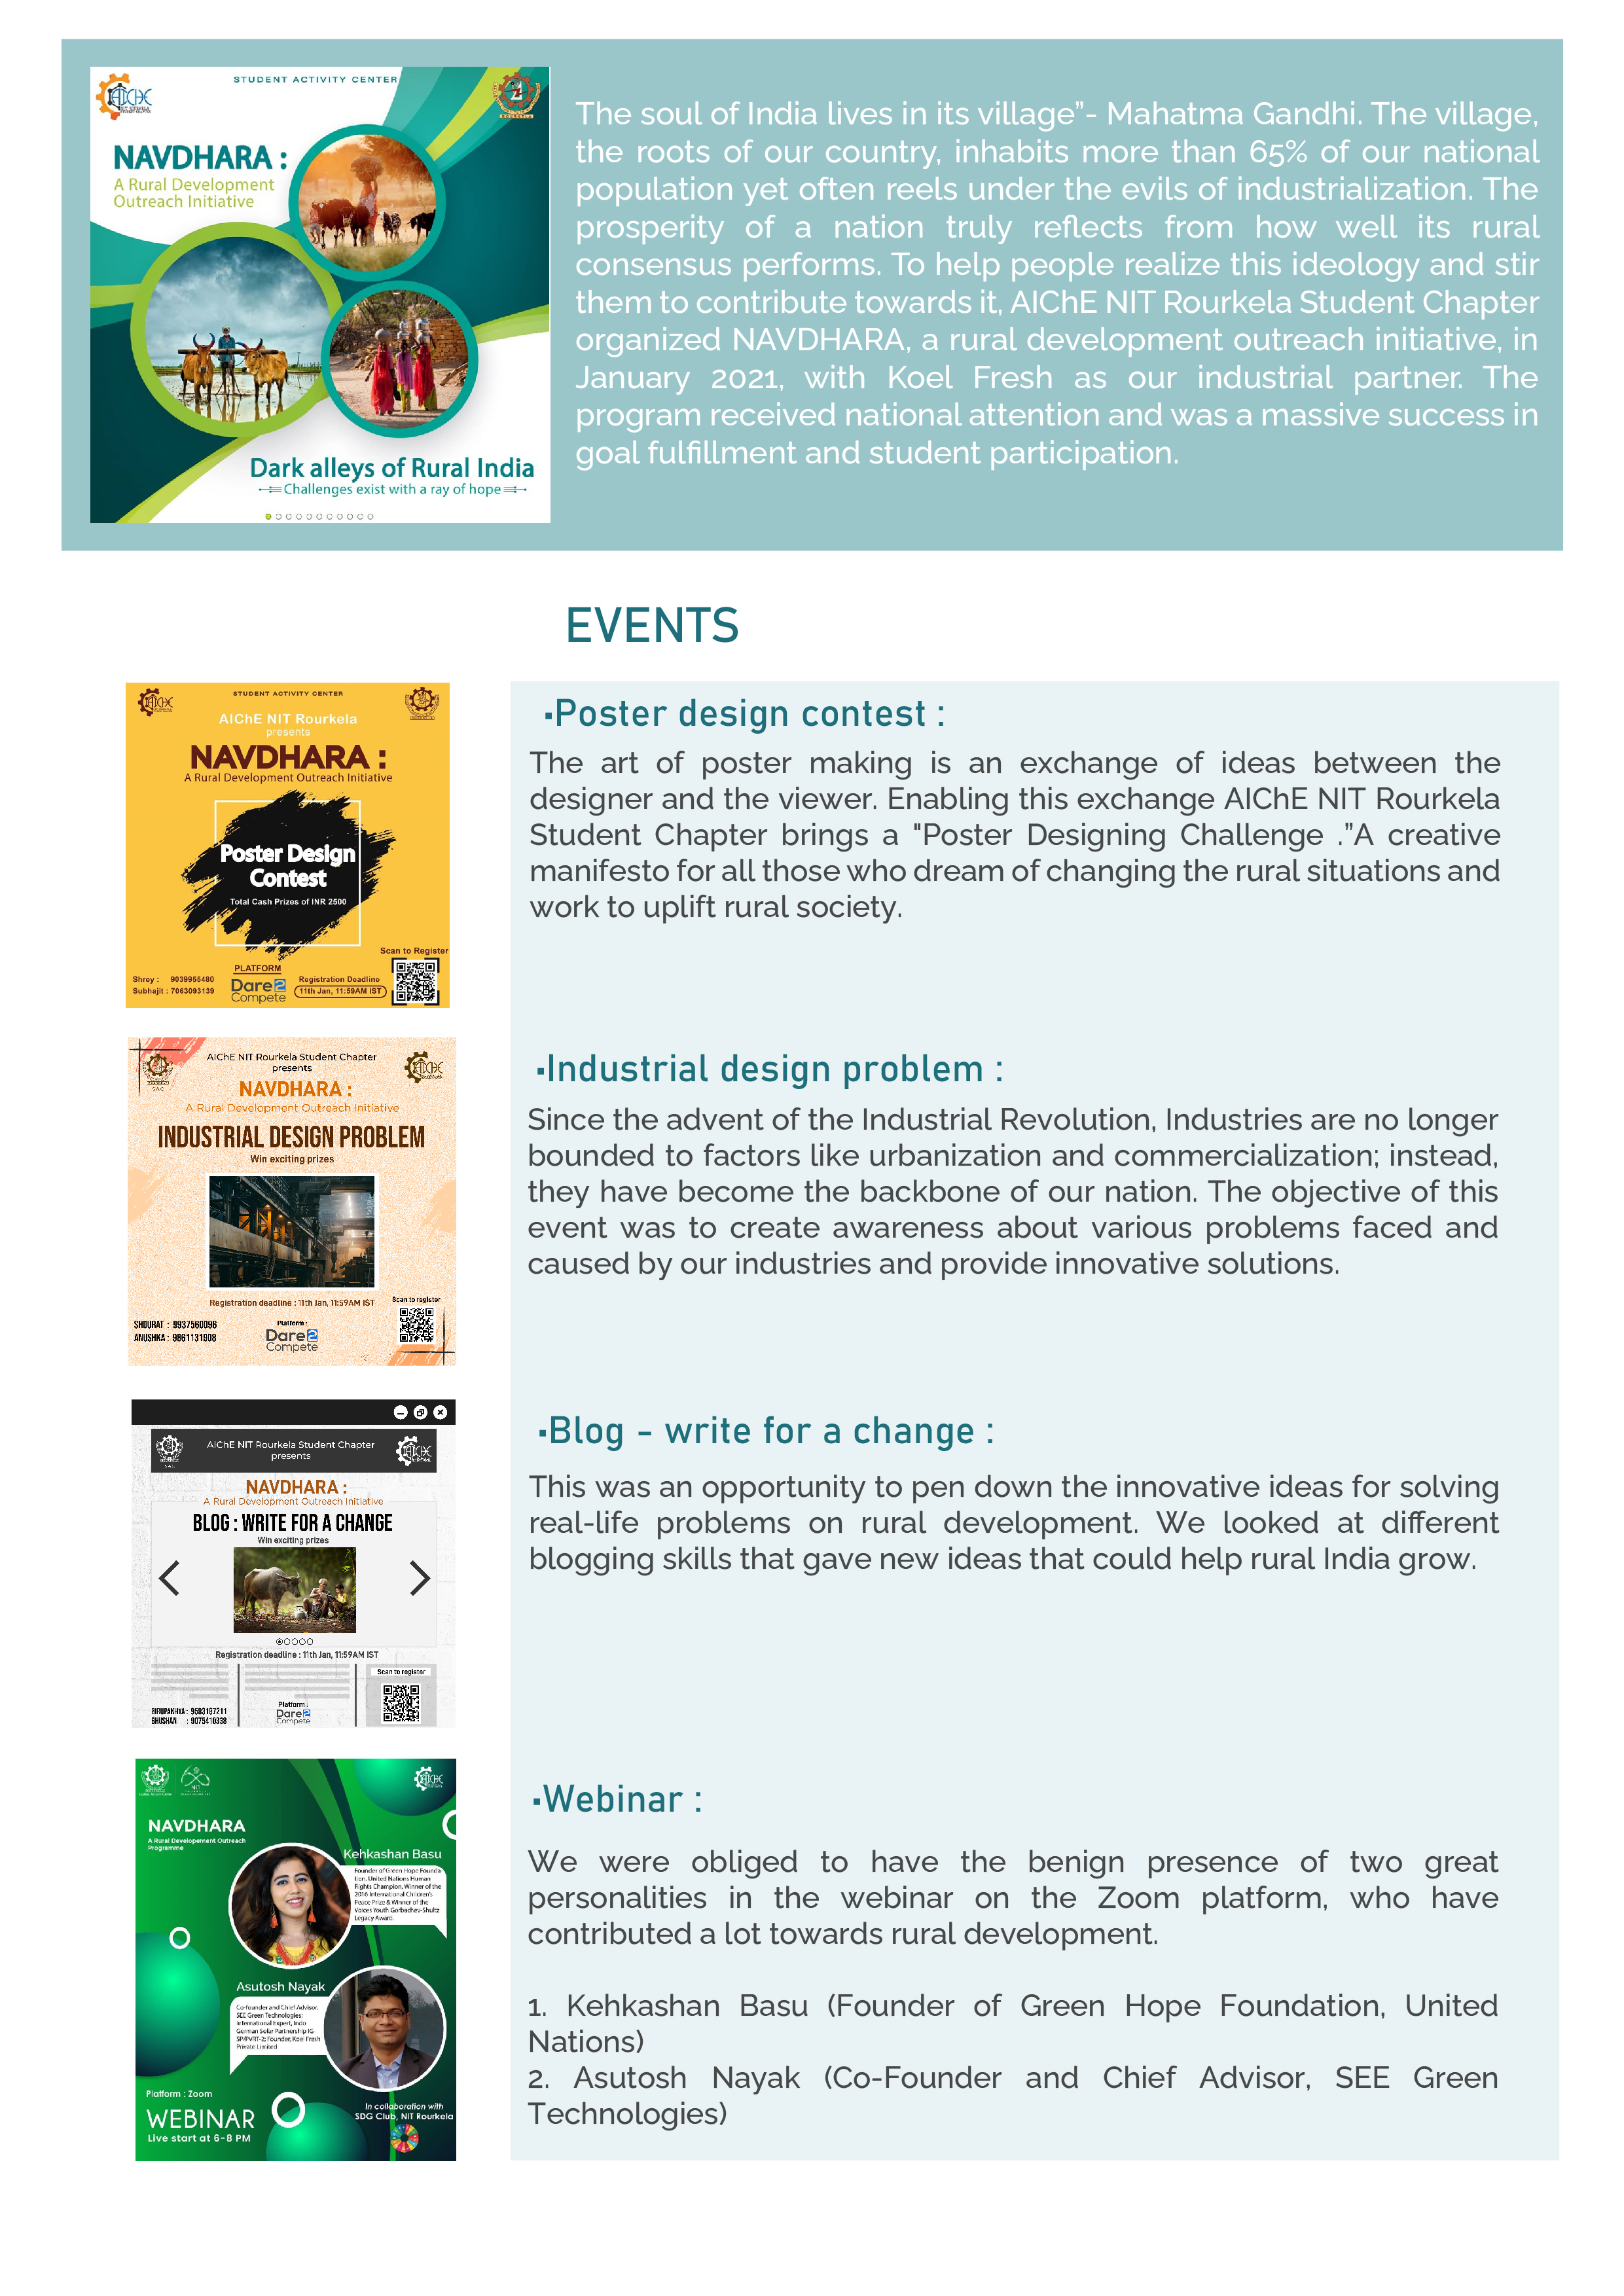 STUDENT ACTIVITY CENTER
AIChE
ROURKELA
NAVDHARA :
A Rural Development
Outreach Initiative
Dark alleys of Rural India
Challenges exist with a ray of hope
The soul of India lives in its village”- Mahatma Gandhi. The village,
the roots of our country, inhabits more than 65% of our national
population yet often reels under the evils of industrialization. The
prosperity of a nation truly reflects from how well its rural
consensus performs. To help people realize this ideology and stir
them to contribute towards it, AIChE NIT Rourkela Student Chapter
organized NAVDHARA, a rural development outreach initiative, in
January 2021, with Koel Fresh as our industrial partner. The
program received national attention and was a massive success in
goal fulfillment and student participation.
EVENTS
STUDENT ACTIVITY CENTER
AIChE
AIChE NIT Rourkela
presents
NAVDHARA :
A Rural Development Outreach Initiative
Poster Design
Contest
Total Cash Prizes of INR 2500
Scan to Register
PLATFORM
Dare2
Compete
Registration Deadline
11th Jan, 11:59AM IST
Shrey : 9039955480
Subhajit : 7063093139
▪Poster design contest :
The art of poster making is an exchange of ideas between the
designer and the viewer. Enabling this exchange AIChE NIT Rourkela
Student Chapter brings a "Poster Designing Challenge .”A creative
manifesto for all those who dream of changing the rural situations and
work to uplift rural society.
AIChE NIT Rourkela Student Chapter
presents
SAC
AIChE
NAVDHARA :
A Rural Development Outreach Initiative
INDUSTRIAL DESIGN PROBLEM
Win exciting prizes
Registration deadline : 11th Jan, 11:59AM IST
Scan to register
SHOURAT : 9937560096
ANUSHKA : 9861131808
Platform :
Dare2
Compete
▪Industrial design problem :
Since the advent of the Industrial Revolution, Industries are no longer
bounded to factors like urbanization and commercialization; instead,
they have become the backbone of our nation. The objective of this
event was to create awareness about various problems faced and
caused by our industries and provide innovative solutions.
AIChE NIT Rourkela Student Chapter
presents
SAC
AIChE
NAVDHARA :
A Rural Development Outreach Initiative
BLOG : WRITE FOR A CHANGE
Win exciting prizes
Registration deadline : 11th Jan, 11:59AM IST
Scan to register
BIRUPAKHYA : 9583187211
BHUSHAN : 9075410338
Platform :
Dare2
Compete
▪Blog - write for a change :
This was an opportunity to pen down the innovative ideas for solving
real-life problems on rural development. We looked at different
blogging skills that gave new ideas that could help rural India grow.
AIChE
NAVDHARA
A Rural Developement Outreach
Programme
Kehkashan Basu
Founder of Green Hope Founda-
tion, United Nations Human
Rights Champion, Winner of the
2016 International Children's
Peace Prize & Winner of the
Voices Youth Gorbachev-Shultz
Legacy Award.
Asutosh Nayak
Co-founder and Chief Advisor,
SEE Green Technologies;
International Expert, Indo
German Solar Partnership IG
SP/PVRT-2; Founder, Koel Fresh
Private Limited
Platform : Zoom
WEBINAR
Live start at 6-8 PM
In collaboration with
SDG Club, NIT Rourkela
▪Webinar :
We were obliged to have the benign presence of two great
personalities in the webinar on the Zoom platform, who have
contributed a lot towards rural development.
1. Kehkashan Basu (Founder of Green Hope Foundation, United
Nations)
2. Asutosh Nayak (Co-Founder and Chief Advisor, SEE Green
Technologies)